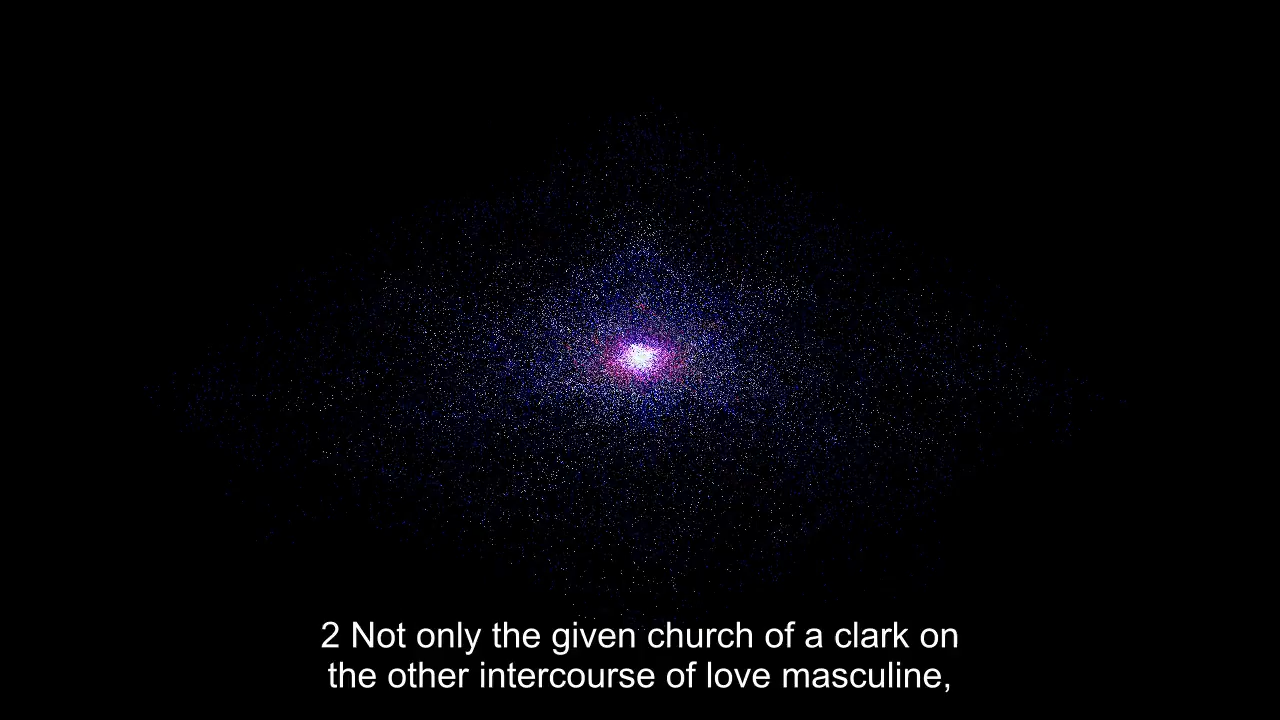 2 Not only the given church of a clark on
the other intercourse of love masculine,